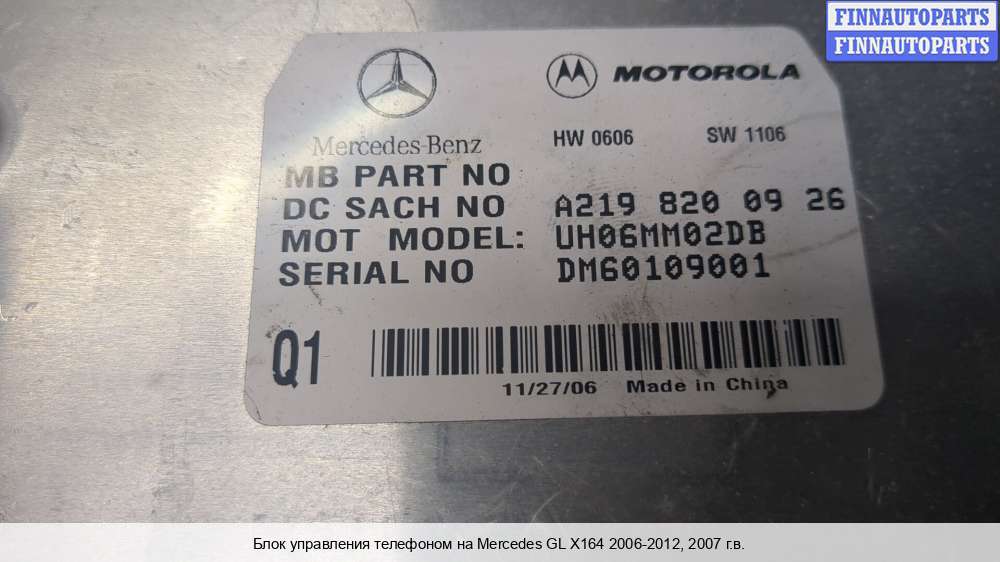 FINNAUTOPARTS
FINNAUTOPARTS
MOTOROLA
Mercedes-Benz
HW 0606 SW 1106
MB PART NO
DC SACH NO A219 820 09 26
MOT MODEL: UH06MM02DB
SERIAL NO DM60109001
Q1
11/27/06 Made in China
Блок управления телефоном на Mercedes GL X164 2006-2012, 2007 г.в.